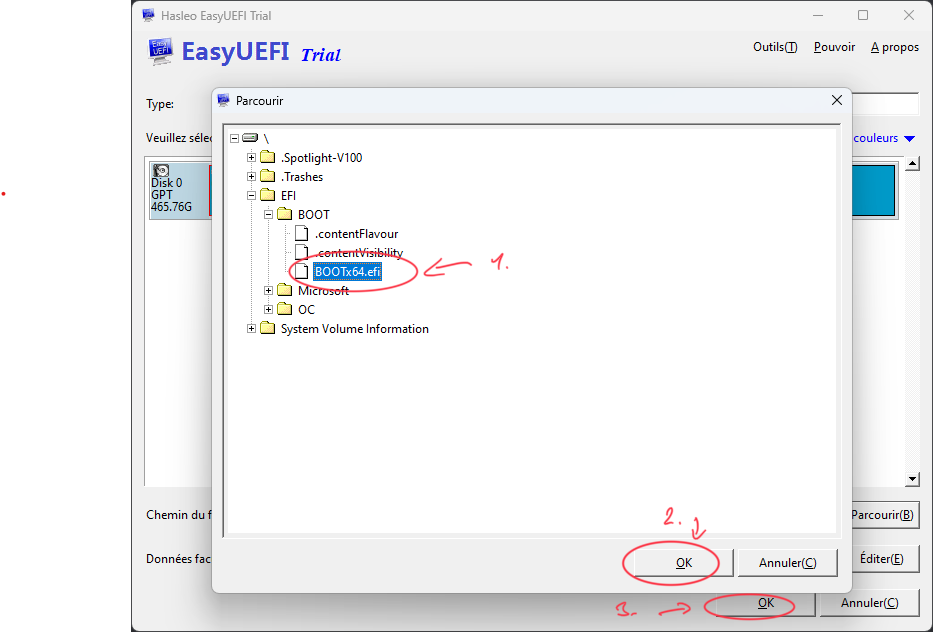 Hasleo EasyUEFI Trial
EasyUEFI Trial
Outils(T) Pouvoir A propos
Type:
Parcourir
Veuillez sélec
couleurs
\
.Spotlight-V100
.Trashes
EFI
BOOT
.contentFlavour
.contentVisibility
BOOTx64.efi
1.
Microsoft
OC
System Volume Information
Disk 0
GPT
465.76G
Chemin du f
Parcourir(B)
2.
Données fac
Éditer(E)
OK Annuler(C)
3.
OK Annuler(C)